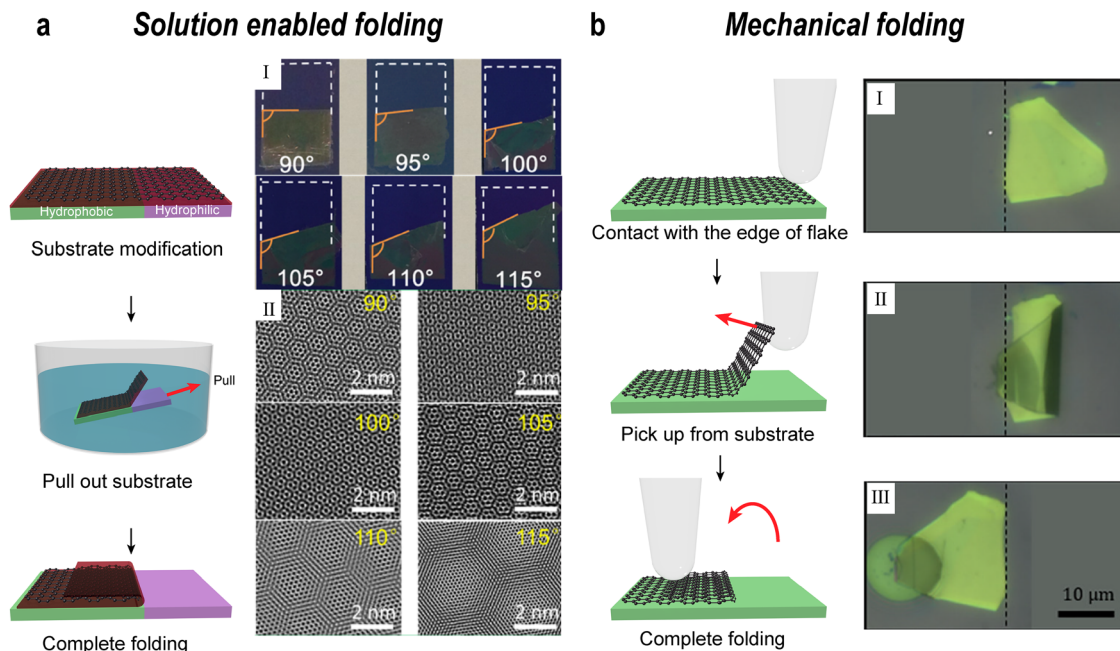 a Solution enabled folding
Hydrophobic Hydrophilic
Substrate modification
Pull
Pull out substrate
Complete folding
I
90° 95° 100°
105° 110° 115°
II
90° 95°
2 nm 2 nm
100° 105°
2 nm 2 nm
110° 115°
2 nm 2 nm
b Mechanical folding
Contact with the edge of flake
Pick up from substrate
Complete folding
I
II
III
10 μm